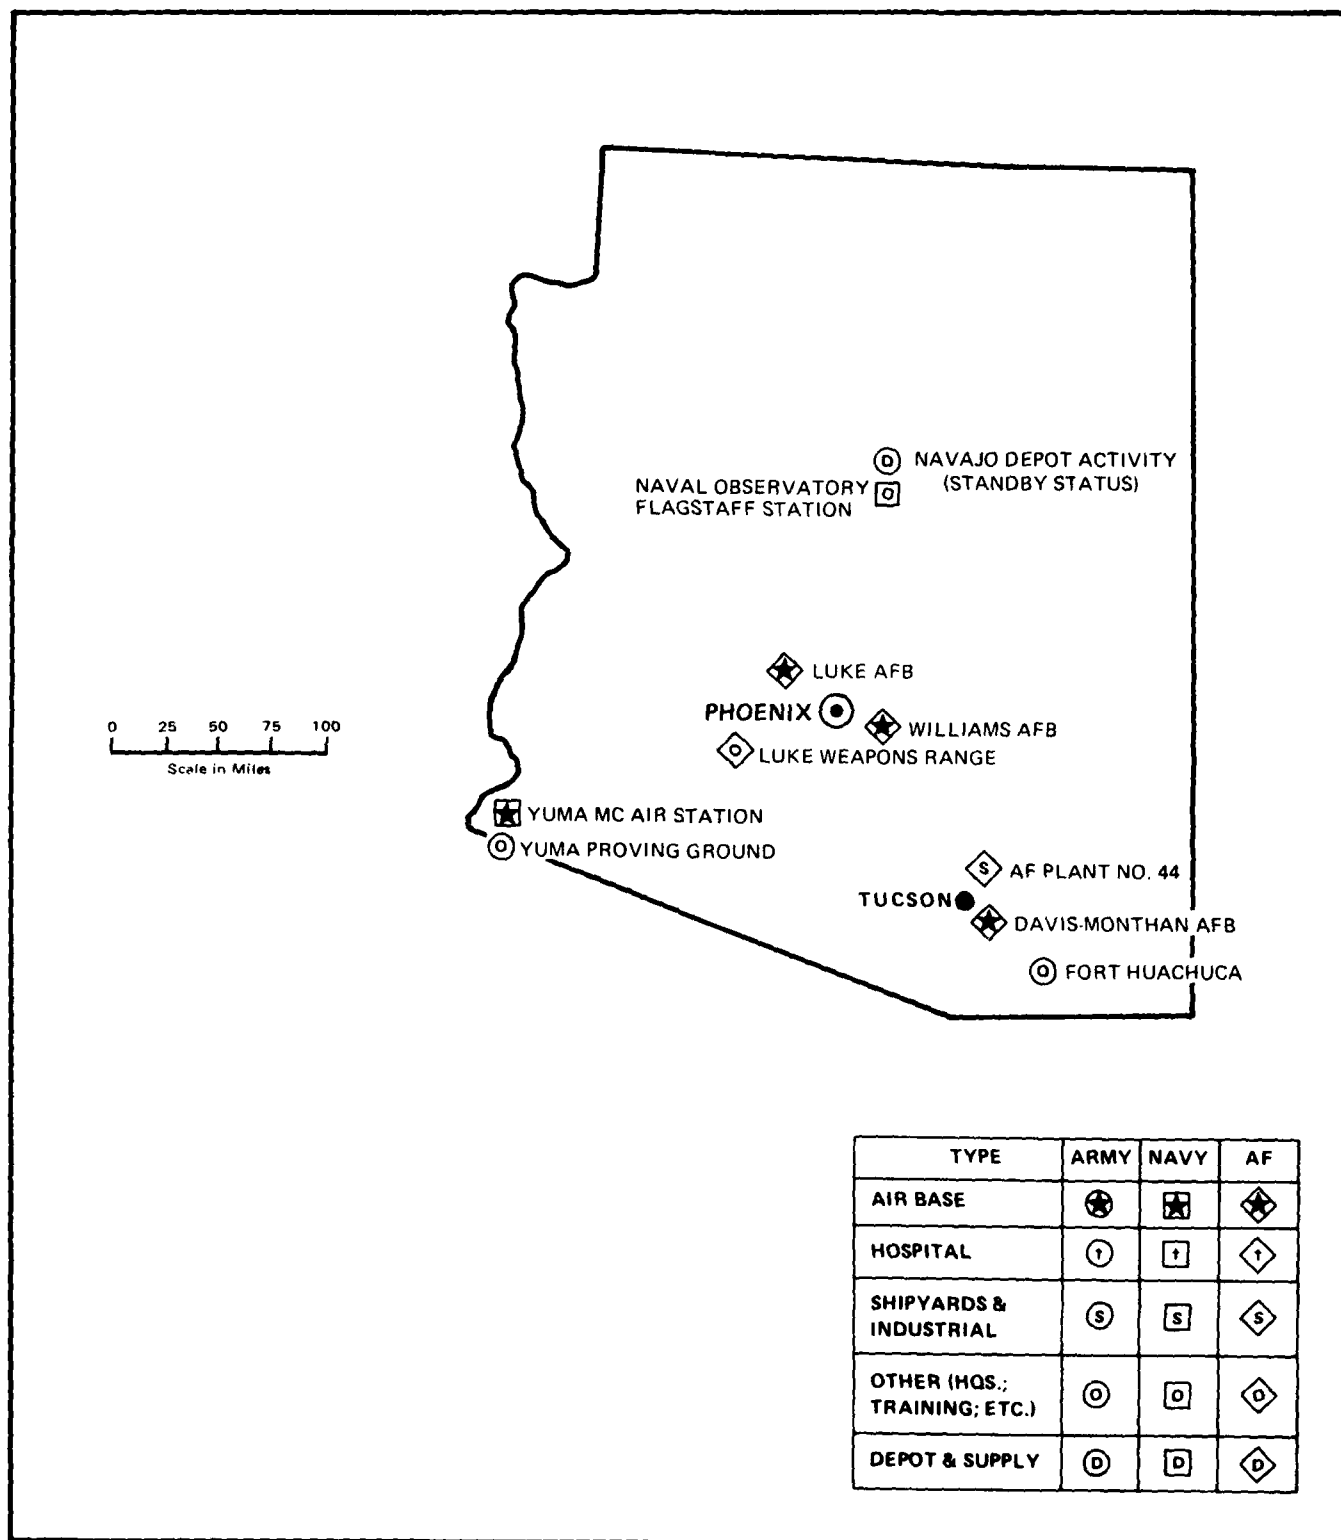 NAVAJO DEPOT ACTIVITY
(STANDBY STATUS)
NAVAL OBSERVATORY
FLAGSTAFF STATION
LUKE AFB
PHOENIX
WILLIAMS AFB
LUKE WEAPONS RANGE
0 25 50 75 100
Scale in Miles
YUMA MC AIR STATION
YUMA PROVING GROUND
AF PLANT NO. 44
TUCSON
DAVIS-MONTHAN AFB
FORT HUACHUCA
TYPE ARMY NAVY AF
AIR BASE
HOSPITAL
SHIPYARDS &
INDUSTRIAL S S S
OTHER (HQS.;
TRAINING; ETC.) O O O
DEPOT & SUPPLY D D D